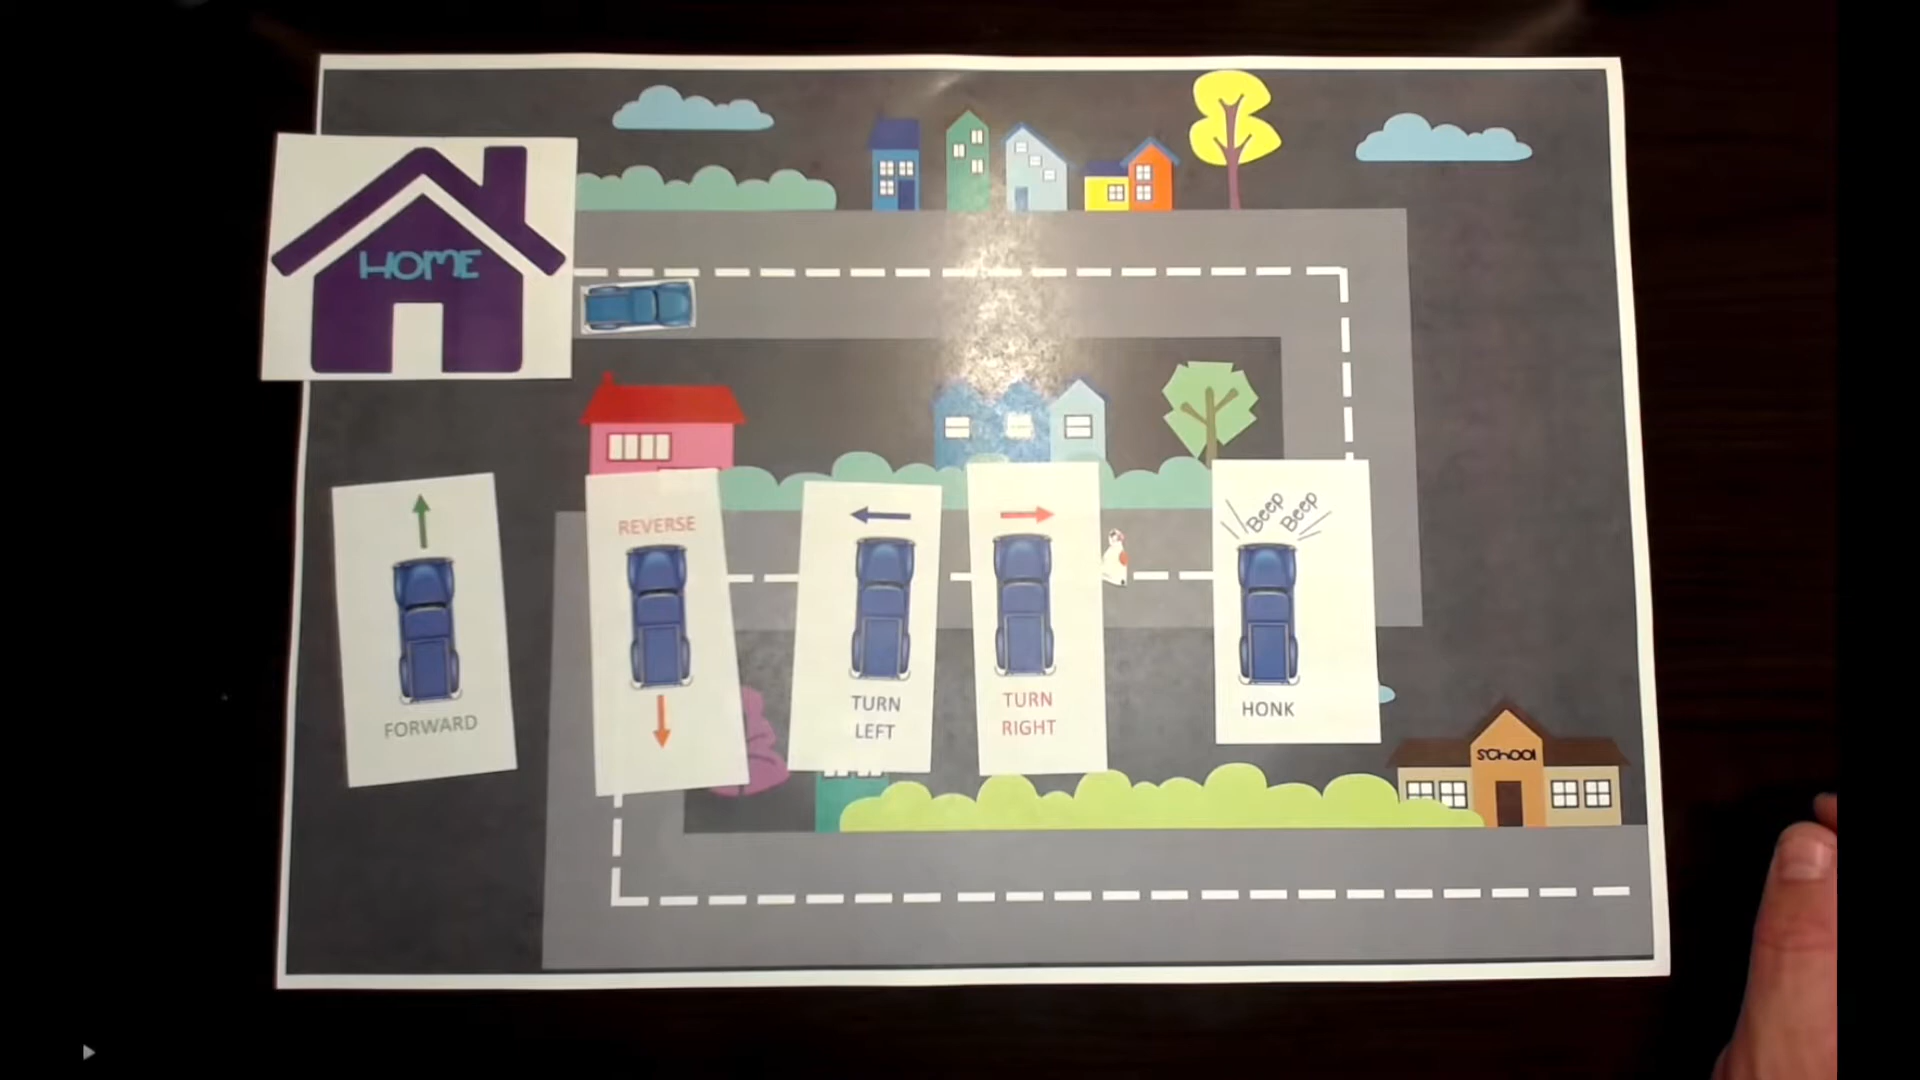 HOME
FORWARD
REVERSE
TURN
LEFT
TURN
RIGHT
Beep
Beep
HONK
SCHOOL